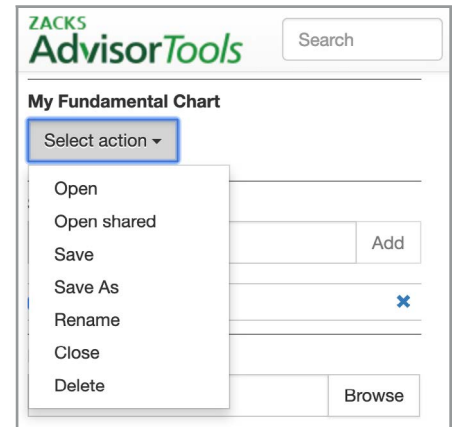 ZACKS
AdvisorTools
Search
My Fundamental Chart
Select action
Open
Open shared
Save
Add
Save As
Rename
Close
Delete
Browse